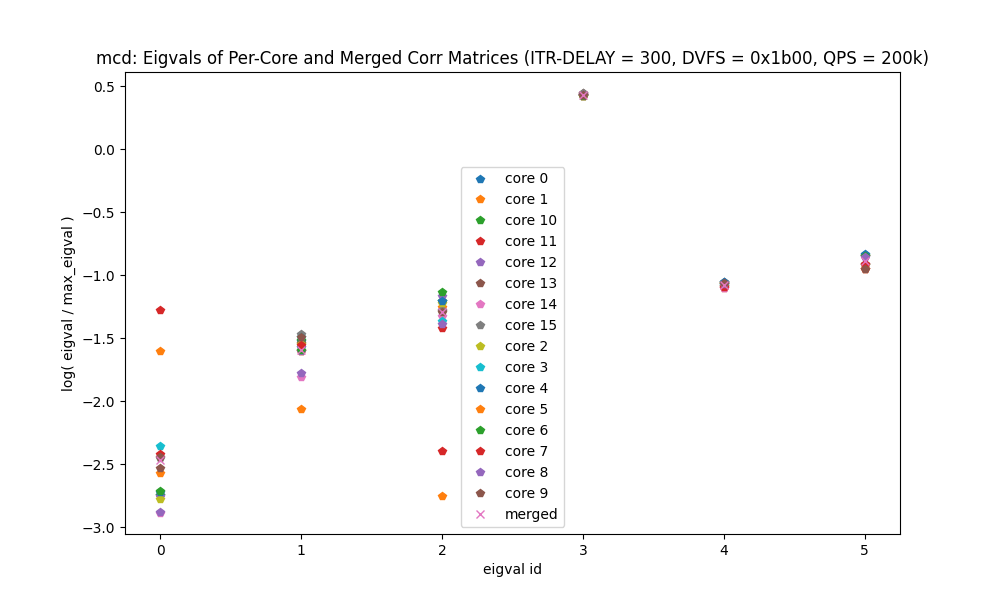 mcd: Eigvals of Per-Core and Merged Corr Matrices (ITR-DELAY = 300, DVFS = 0x1b00, QPS = 200k)
log( eigval / max_eigval )
0.5
0.0
−0.5
−1.0
−1.5
−2.0
−2.5
−3.0
core 0
core 1
core 10
core 11
core 12
core 13
core 14
core 15
core 2
core 3
core 4
core 5
core 6
core 7
core 8
core 9
merged
0 1 2 3 4 5
eigval id